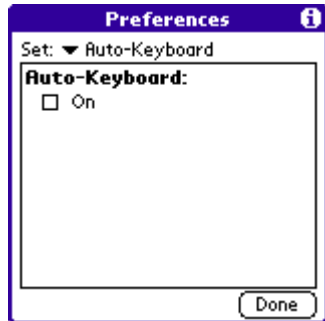 Preferences i
Set: Auto-Keyboard
Auto-Keyboard:
On
Done